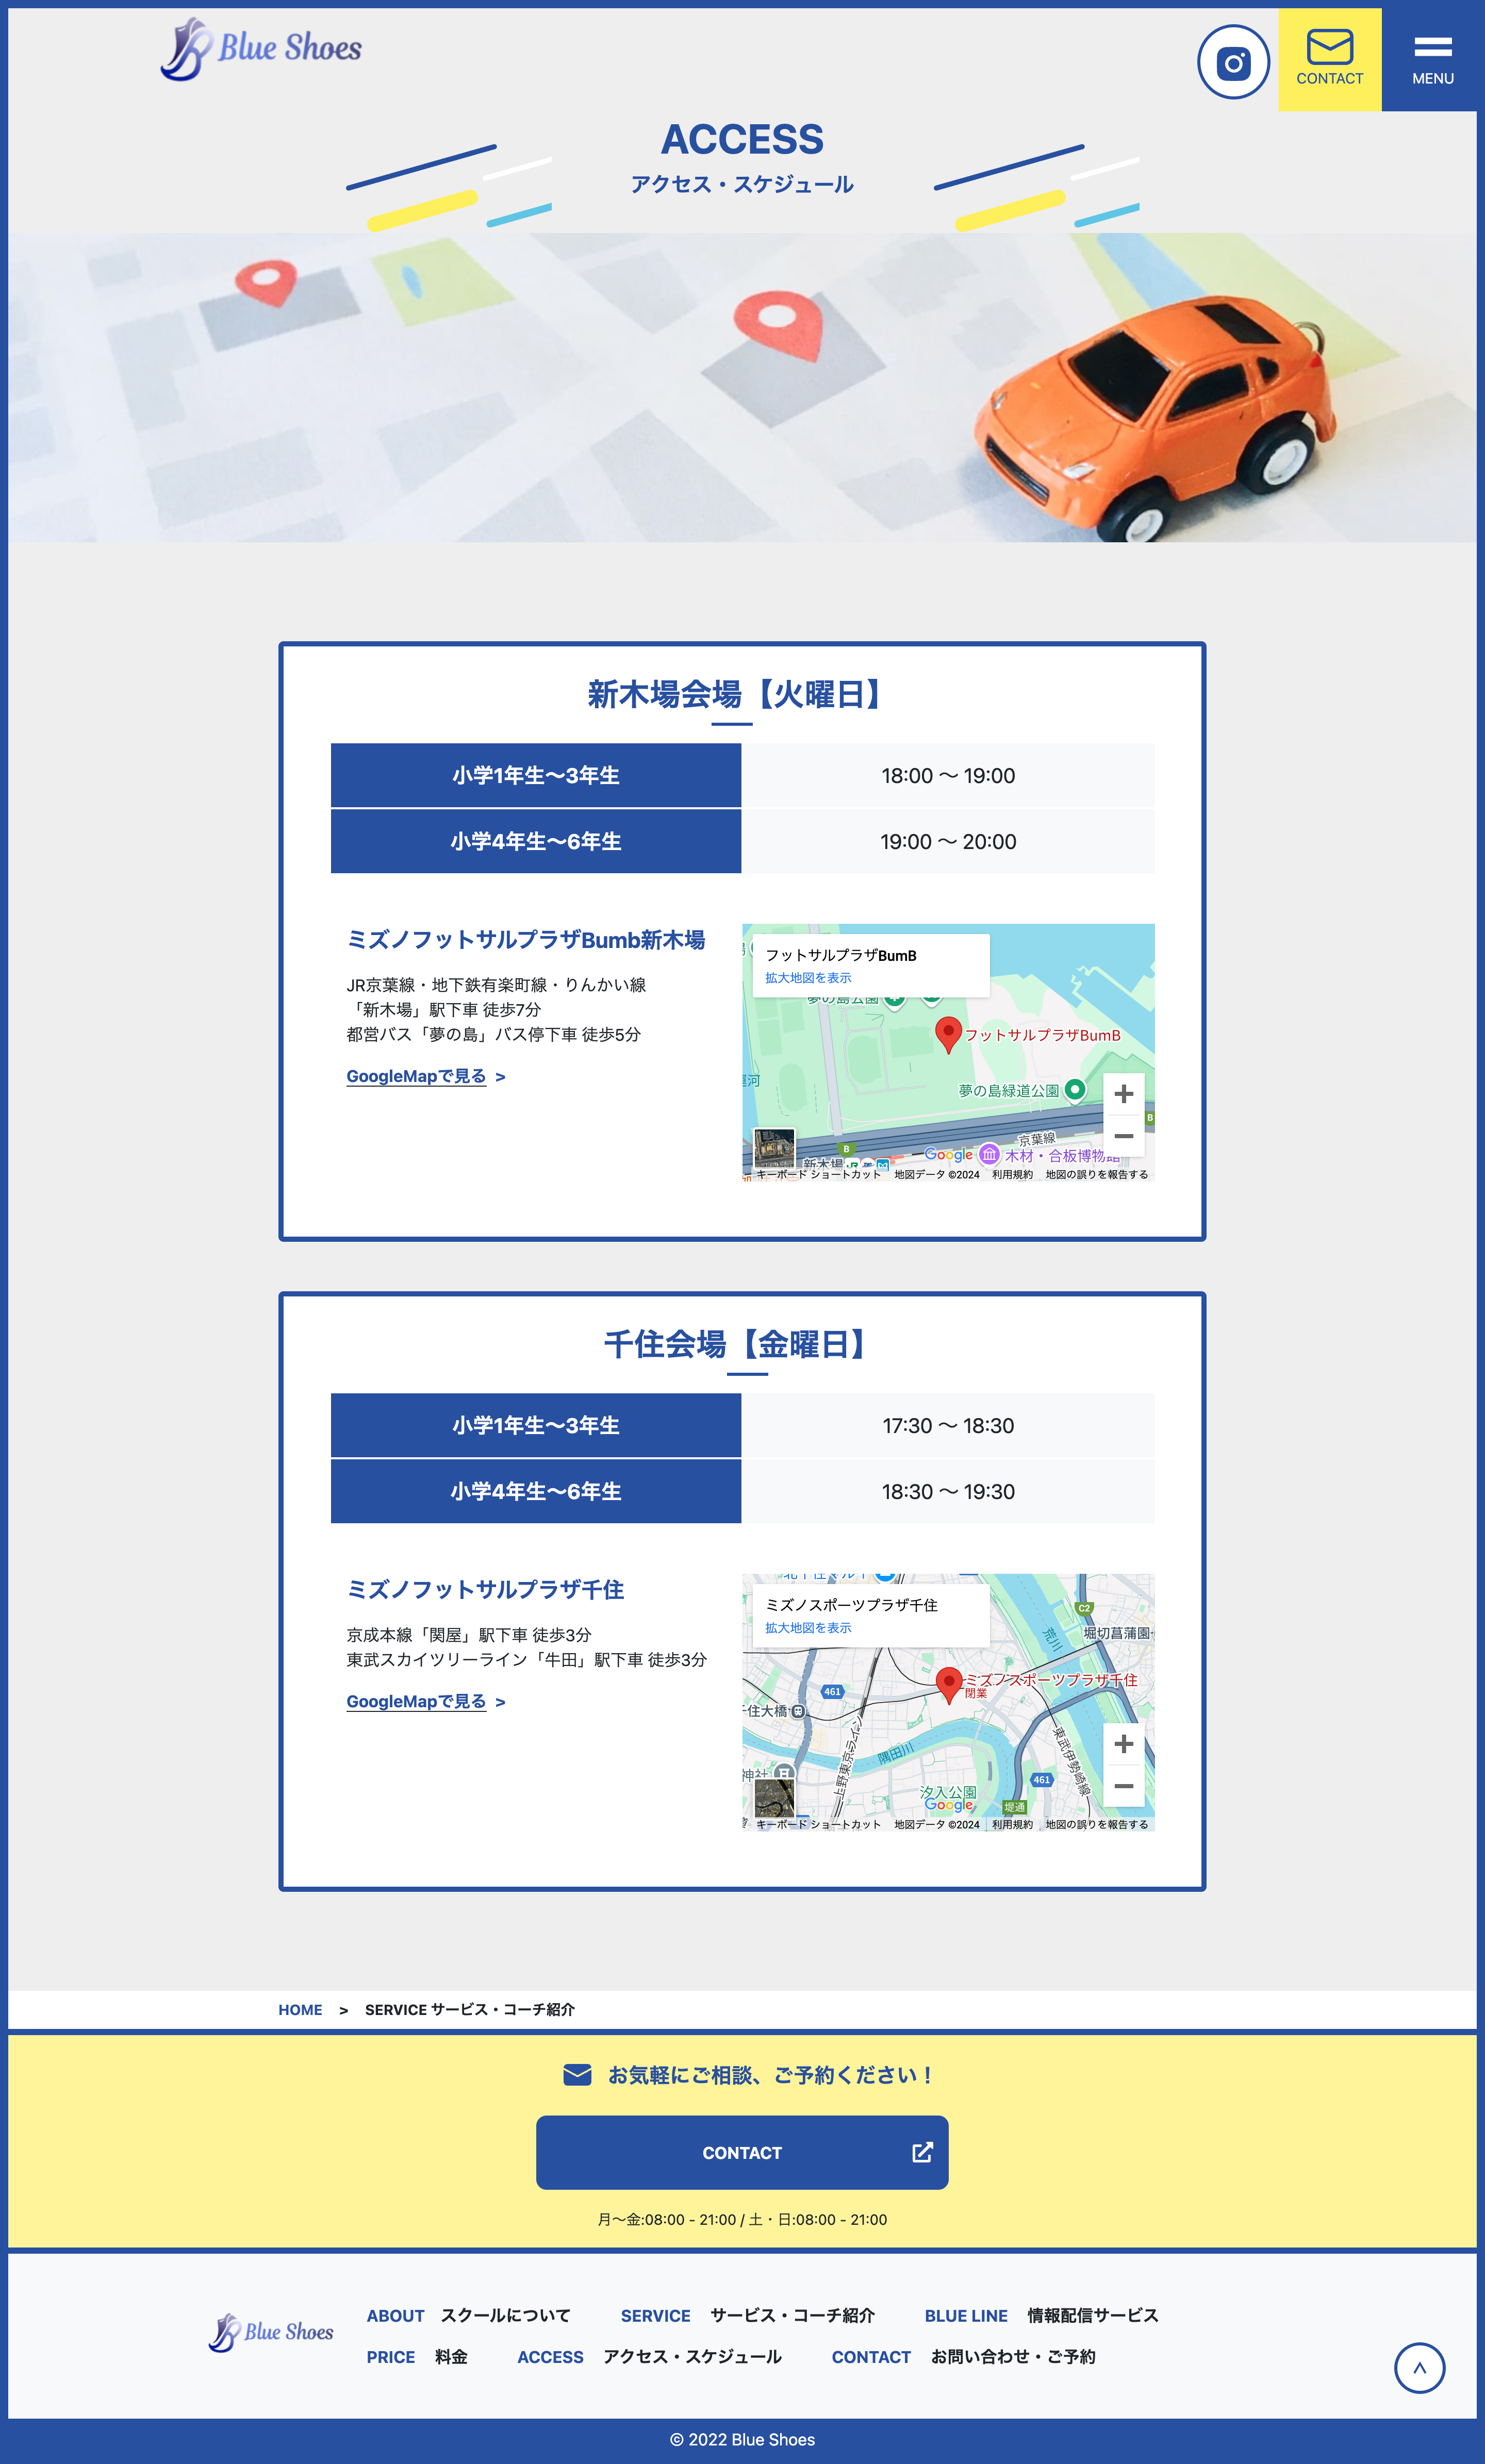 Blue Shoes
CONTACT
MENU
ACCESS
アクセス・スケジュール
新木場会場【火曜日】
小学1年生〜3年生
18:00 〜 19:00
小学4年生〜6年生
19:00 〜 20:00
ミズノフットサルプラザBumb新木場
JR京葉線・地下鉄有楽町線・りんかい線
「新木場」駅下車 徒歩7分
都営バス「夢の島」バス停下車 徒歩5分
GoogleMapで見る >
フットサルプラザBumB
拡大地図を表示
夢の島公園
フットサルプラザBumB
夢の島緑道公園
B
B
京葉線
新木場
Google
木材・合板博物館
キーボード ショートカット 地図データ ©2024 利用規約 地図の誤りを報告する
千住会場【金曜日】
小学1年生〜3年生
17:30 〜 18:30
小学4年生〜6年生
18:30 〜 19:30
ミズノフットサルプラザ千住
京成本線「関屋」駅下車 徒歩3分
東武スカイツリーライン「牛田」駅下車 徒歩3分
GoogleMapで見る >
ミズノスポーツプラザ千住
拡大地図を表示
C2
荒川
堀切菖蒲園
ミズノスポーツプラザ千住
閉業
461
千住大橋
東武伊勢崎線
上野東京ライン
隅田川
神社
461
汐入公園
Google
堤通
キーボード ショートカット 地図データ ©2024 利用規約 地図の誤りを報告する
HOME > SERVICE サービス・コーチ紹介
お気軽にご相談、ご予約ください！
CONTACT
月〜金:08:00 - 21:00 / 土・日:08:00 - 21:00
Blue Shoes
ABOUT スクールについて SERVICE サービス・コーチ紹介 BLUE LINE 情報配信サービス
PRICE 料金 ACCESS アクセス・スケジュール CONTACT お問い合わせ・ご予約
© 2022 Blue Shoes